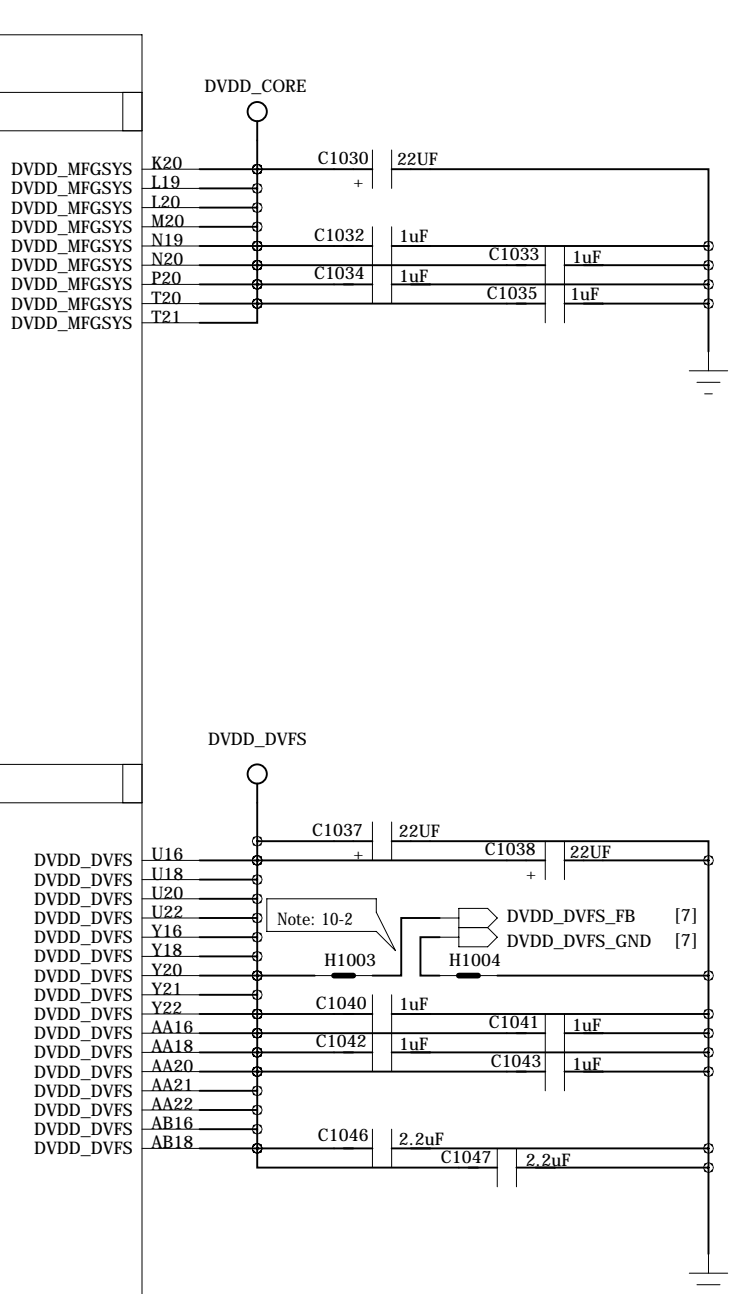 DVDD_CORE
C1030 22UF
DVDD_MFGSYS K20
+
DVDD_MFGSYS L19
DVDD_MFGSYS L20
DVDD_MFGSYS M20
C1032 1uF
DVDD_MFGSYS N19
C1033 1uF
DVDD_MFGSYS N20
C1034 1uF
DVDD_MFGSYS P20
C1035 1uF
DVDD_MFGSYS T20
DVDD_MFGSYS T21
DVDD_DVFS
C1037 22UF
+
C1038 22UF
+
DVDD_DVFS U16
DVDD_DVFS U18
DVDD_DVFS U20
DVDD_DVFS U22
Note: 10-2
DVDD_DVFS_FB [7]
DVDD_DVFS Y16
DVDD_DVFS_GND [7]
DVDD_DVFS Y18
H1003 H1004
DVDD_DVFS Y20
DVDD_DVFS Y21
C1040 1uF
DVDD_DVFS Y22
C1041 1uF
DVDD_DVFS AA16
C1042 1uF
DVDD_DVFS AA18
C1043 1uF
DVDD_DVFS AA20
DVDD_DVFS AA21
DVDD_DVFS AA22
DVDD_DVFS AB16
C1046 2.2uF
DVDD_DVFS AB18
C1047 2.2uF